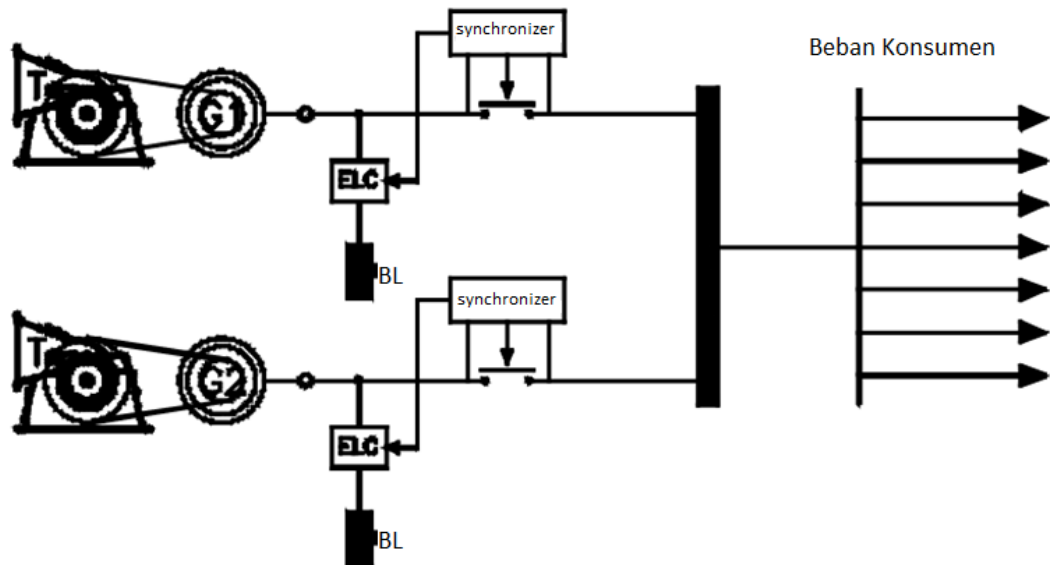 synchronizer
Beban Konsumen
T
G1
ELC
BL
synchronizer
T
G2
ELC
BL